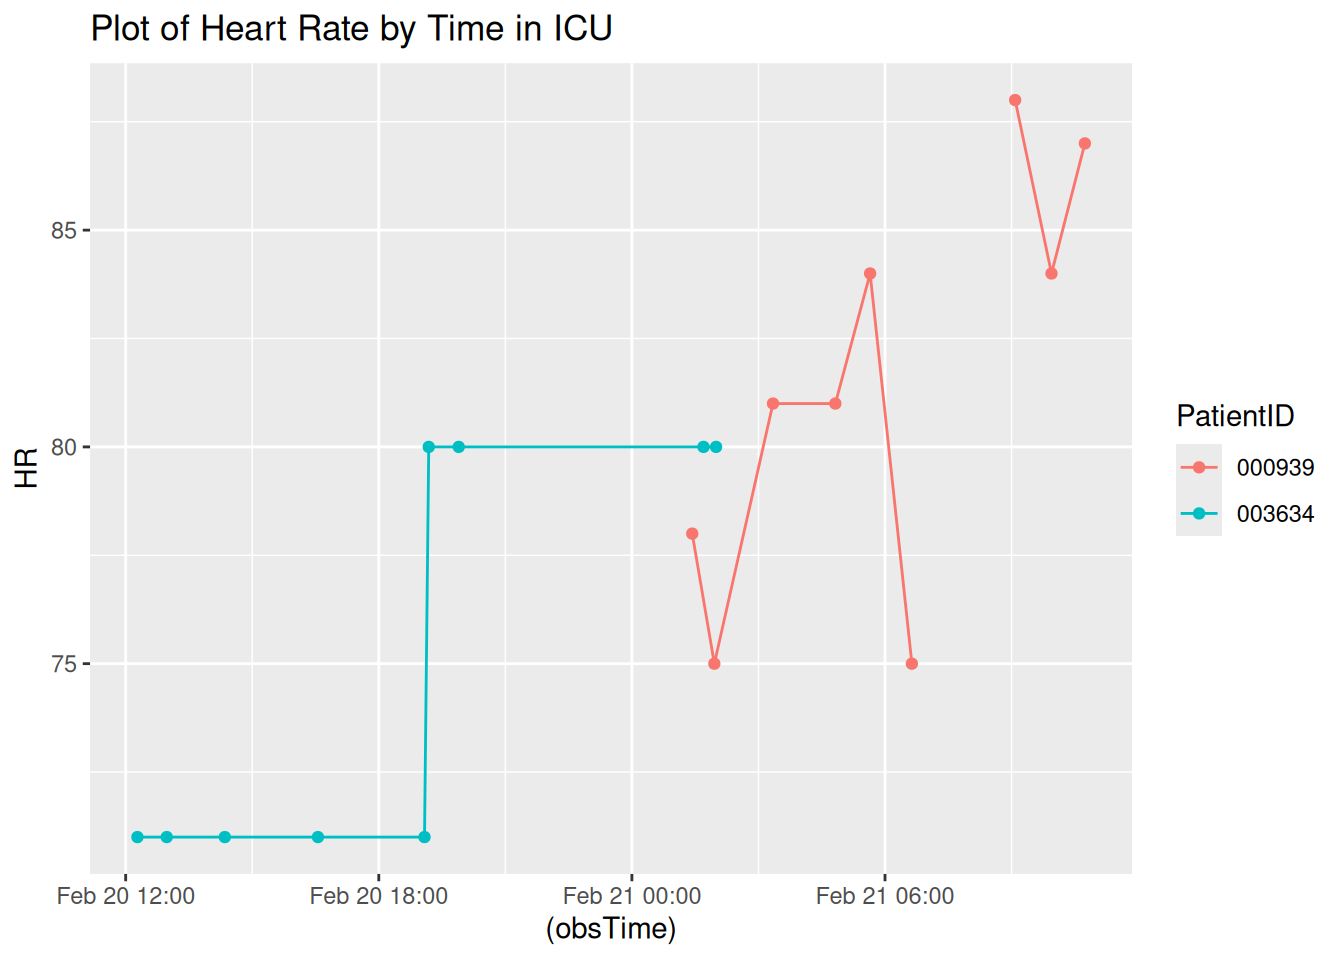 Plot of Heart Rate by Time in ICU
85
80
75
HR
Feb 20 12:00
Feb 20 18:00
Feb 21 00:00
Feb 21 06:00
(obsTime)
PatientID
000939
003634